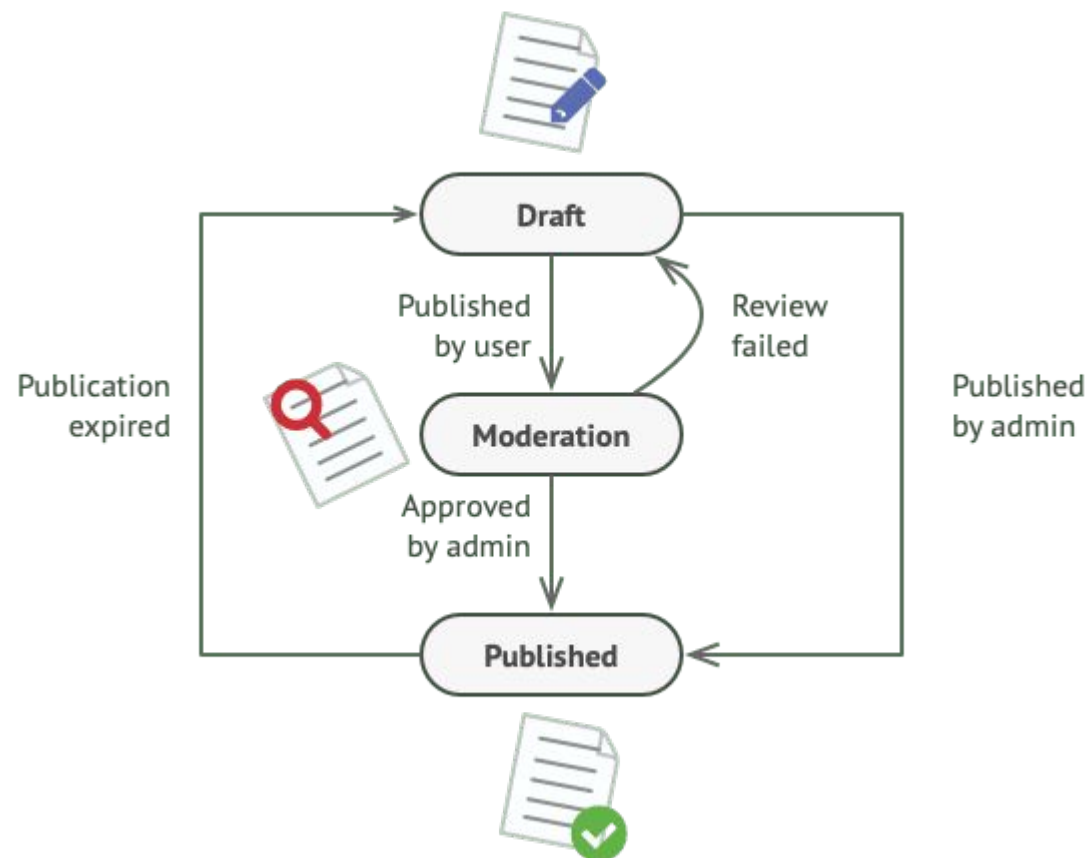 Draft
Published
by user
Review
failed
Publication
expired
Published
by admin
Moderation
Approved
by admin
Published